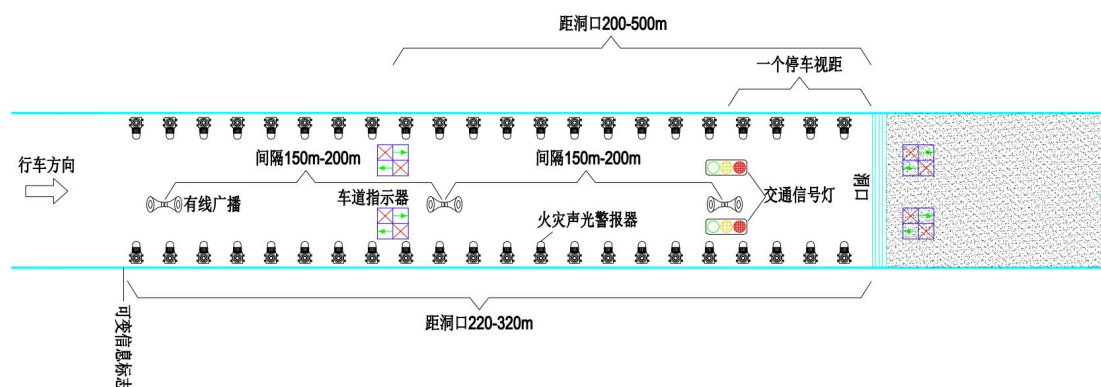 距洞口200-500m
一个停车视距
行车方向
间隔150m-200m
间隔150m-200m
有线广播
车道指示器
火灾声光警报器
交通信号灯
洞口
距洞口220-320m
可变信息标志